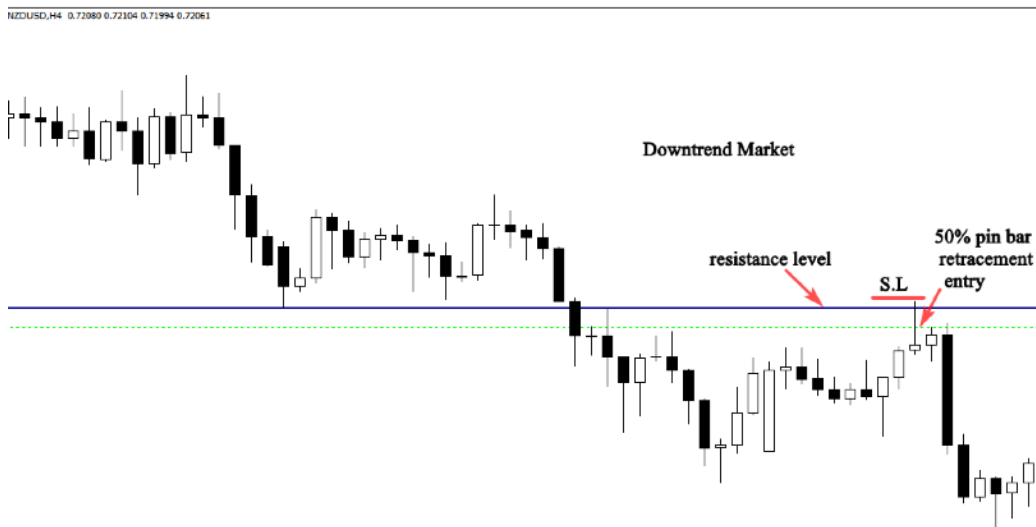 NZDUSD,H4 0.72080 0.72104 0.71994 0.72061
Downtrend Market
50% pin bar
retracement
entry
resistance level
S.L